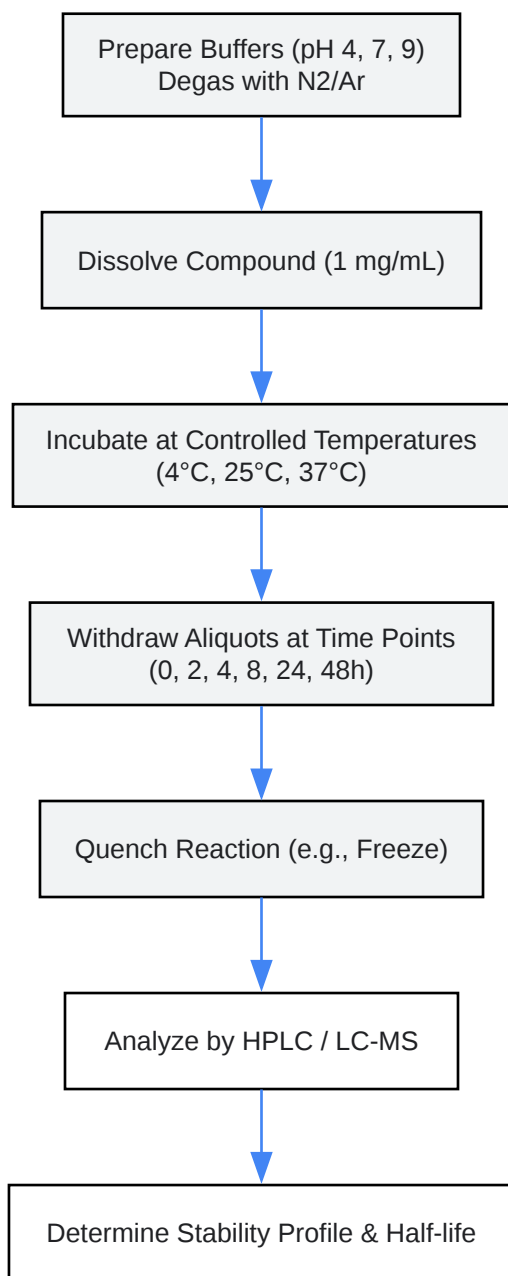 Prepare Buffers (pH 4, 7, 9)
Degas with N2/Ar
Dissolve Compound (1 mg/mL)
Incubate at Controlled Temperatures
(4°C, 25°C, 37°C)
Withdraw Aliquots at Time Points
(0, 2, 4, 8, 24, 48h)
Quench Reaction (e.g., Freeze)
Analyze by HPLC / LC-MS
Determine Stability Profile & Half-life